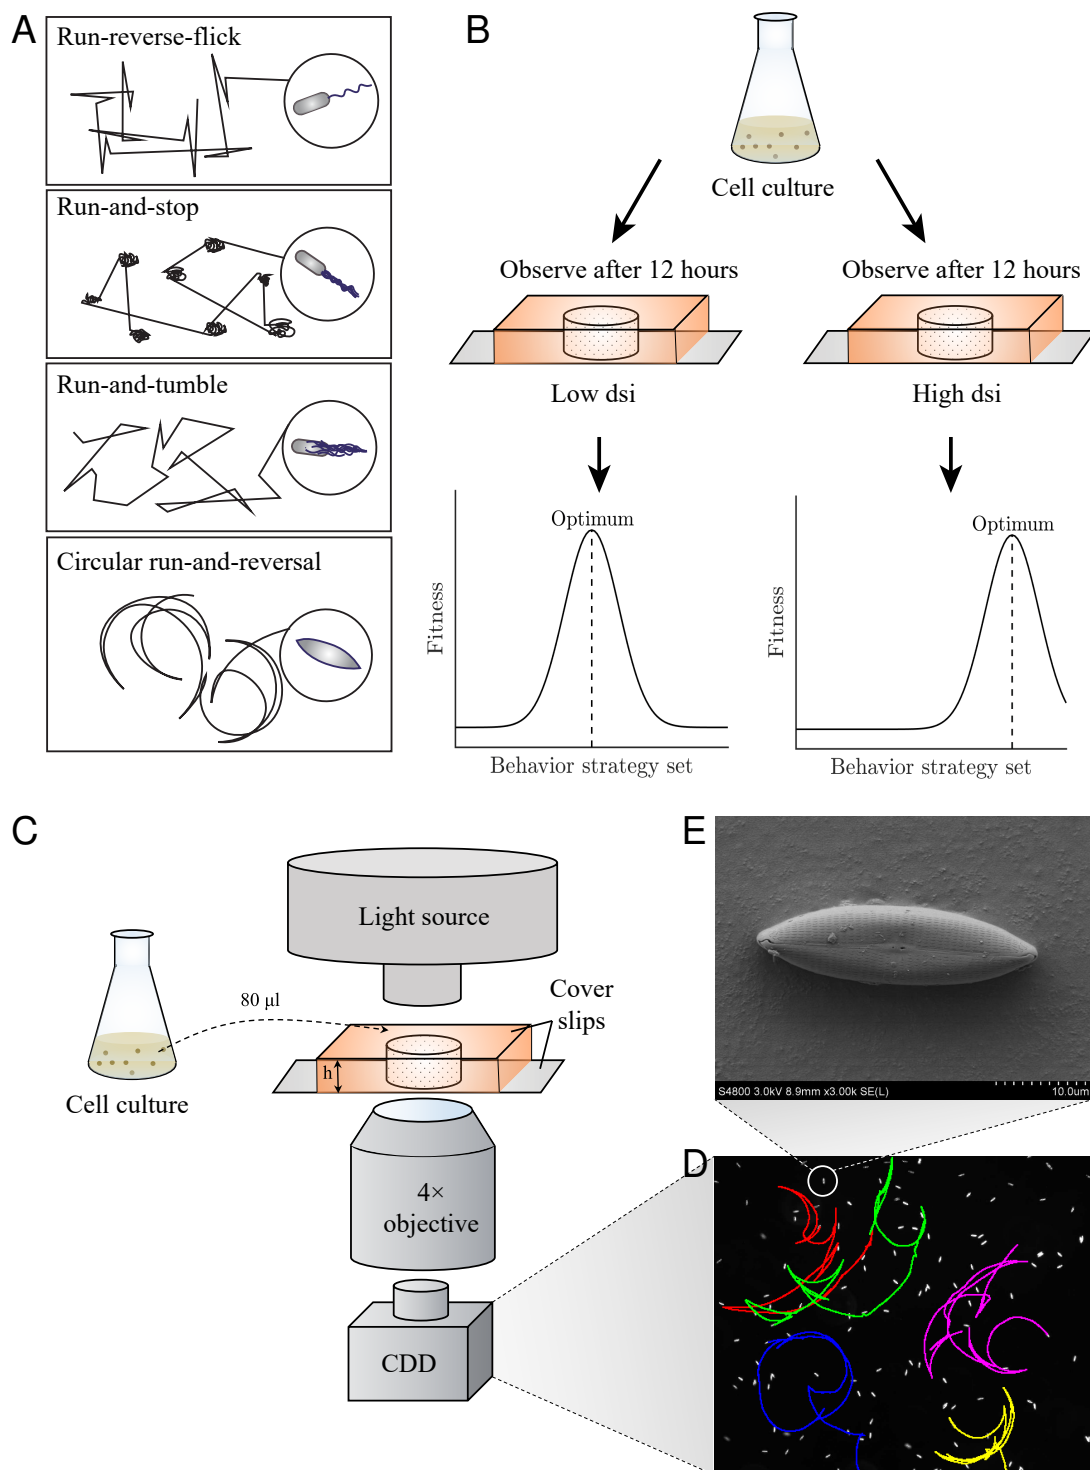 A
Run-reverse-flick
Run-and-stop
Run-and-tumble
Circular run-and-reversal
B
Cell culture
Observe after 12 hours
Low dsi
Optimum
Fitness
Behavior strategy set
Observe after 12 hours
High dsi
Optimum
Fitness
Behavior strategy set
C
Light source
80 µl
Cover
slips
h
Cell culture
4×
objective
CDD
E
S4800 3.0kV 8.9mm x3.00k SE(L)
10.0um
D